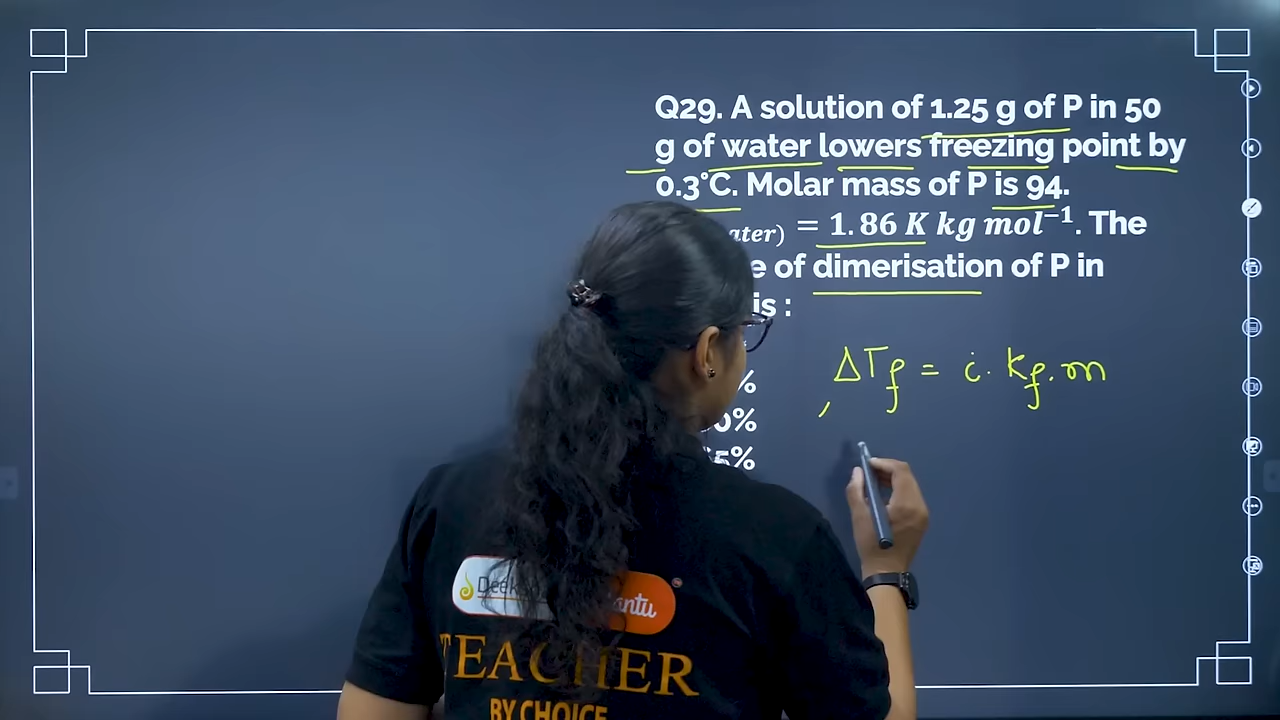 Q29. A solution of 1.25 g of P in 50
g of water lowers freezing point by
0.3°C. Molar mass of P is 94.
= 1.86 K kg mol⁻¹. The
of dimerisation of P in
is :
%
%
%
ΔTf = i. Kf. m
TEACHER
BY CHOICE